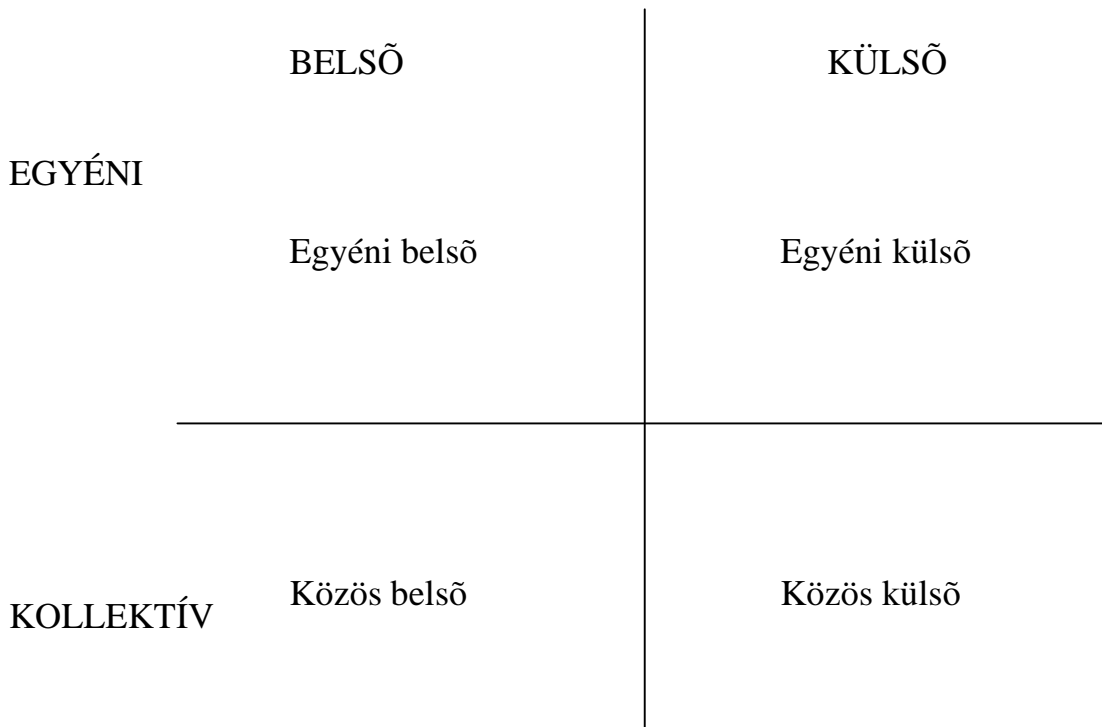 BELSÕ
KÜLSÕ
EGYÉNI
Egyéni belsõ
Egyéni külsõ
KOLLEKTÍV
Közös belsõ
Közös külsõ